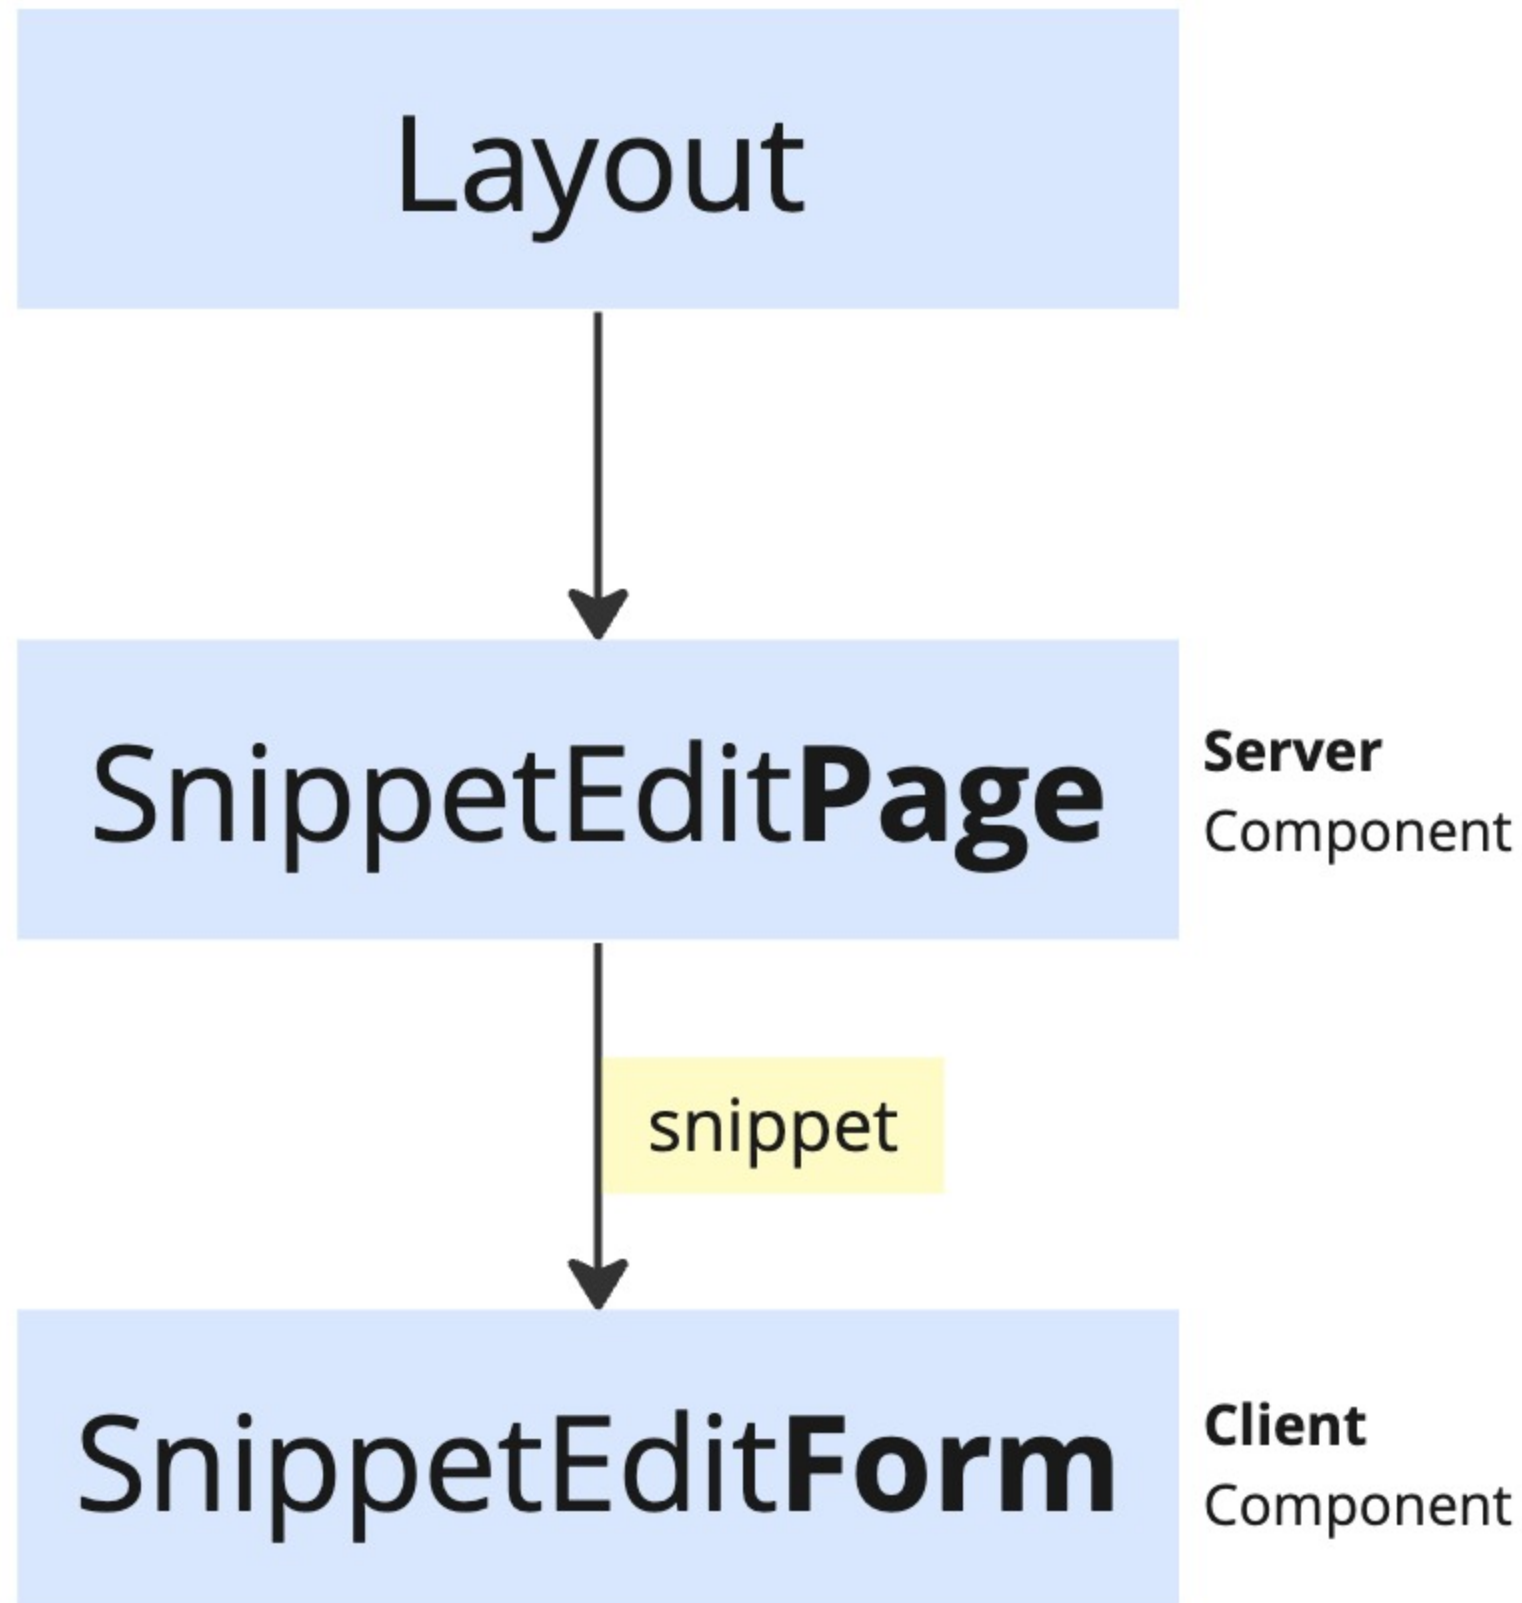 Layout
SnippetEditPage
Server
Component
snippet
SnippetEditForm
Client
Component